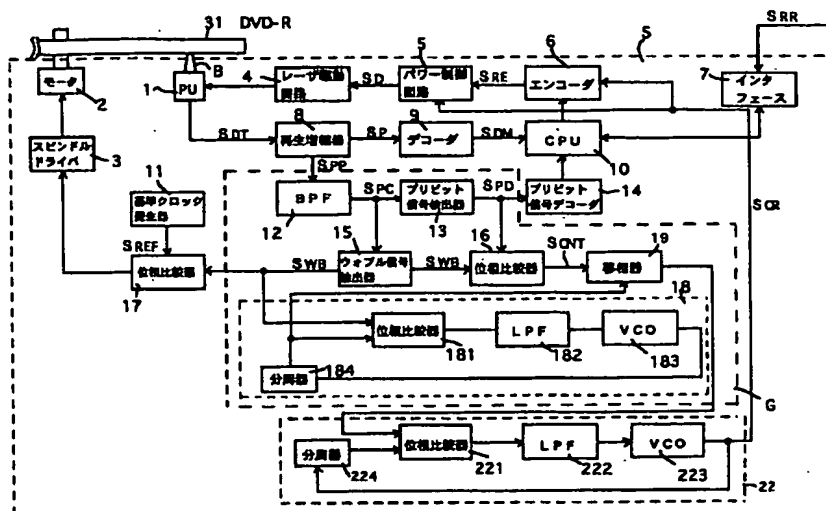 31 DVD-R
SRR
S
モータ
2
B
1
PU
4
レーザ駆動
回路
SD
5
パワー制御
回路
SRE
6
エンコーダ
7
インタ
フェース
SDT
8
再生増幅器
SP
9
デコーダ
SDM
CPU
10
スピンドル
ドライバ
3
SPP
11
基準クロック
発生器
BPF
12
SPC
プリピット
信号抽出器
13
SPD
プリピット
信号デコーダ
14
SCR
SREF
15
16
SCNT
19
位相比較器
17
SWB
ウォブル信号
抽出器
SWB
位相比較器
移相器
18
位相比較器
181
LPF
182
VCO
183
分周器
184
G
分周器
224
位相比較器
221
LPF
222
VCO
223
22